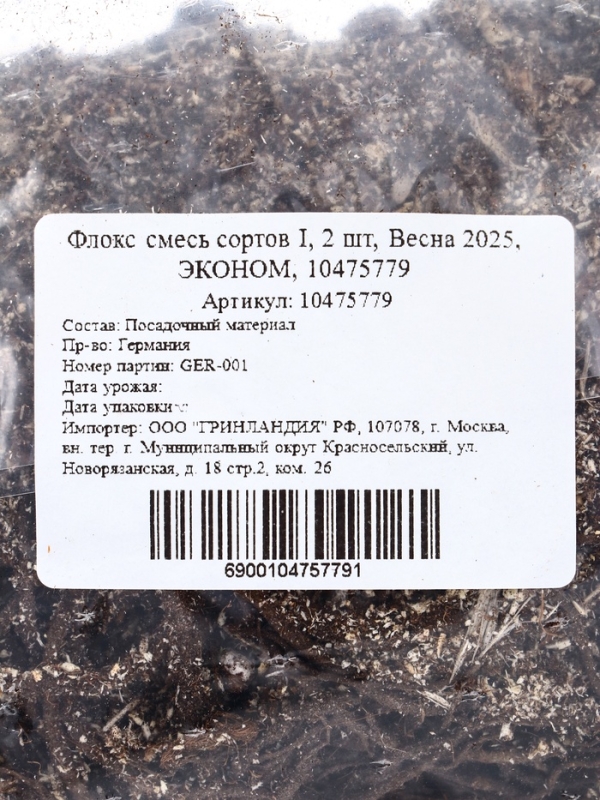 Флокс смесь сортов I, 2 шт, Весна 2025,
ЭКОНОМ, 10475779
Артикул: 10475779
Состав: Посадочный материал
Пр-во: Германия
Номер партии: GER-001
Дата урожая:
Дата упаковки:
Импортер: ООО "ГРИНЛАНДИЯ" РФ, 107078, г. Москва,
вн. тер. г. Муниципальный округ Красносельский, ул.
Новорязанская, д. 18 стр.2, ком. 26
6900104757791